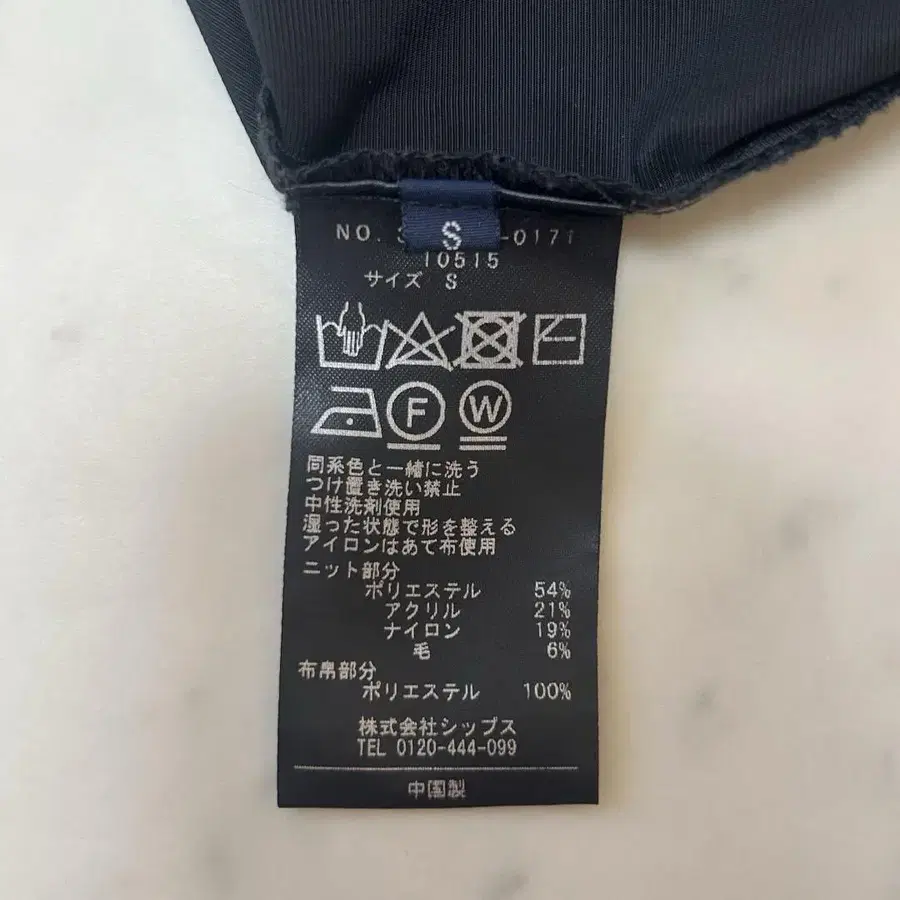 NO. 3 S -0171
10515
サイズ S
F W
同系色と一緒に洗う
つけ置き洗い禁止
中性洗剤使用
湿った状態で形を整える
アイロンはあて布使用
ニット部分
ポリエステル 54%
アクリル 21%
ナイロン 19%
毛 6%
布帛部分
ポリエステル 100%
株式会社シップス
TEL 0120-444-099
中国製